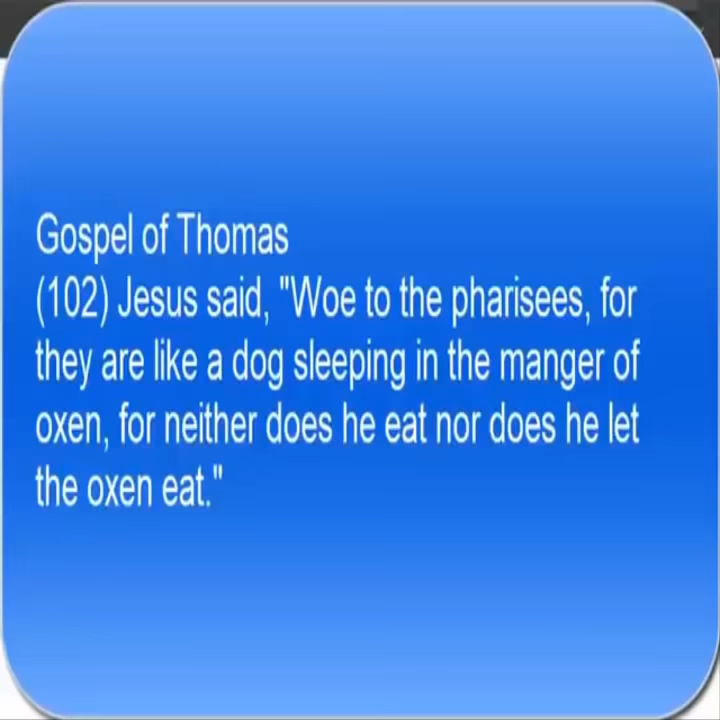 Gospel of Thomas
(102) Jesus said, "Woe to the pharisees, for
they are like a dog sleeping in the manger of
oxen, for neither does he eat nor does he let
the oxen eat."